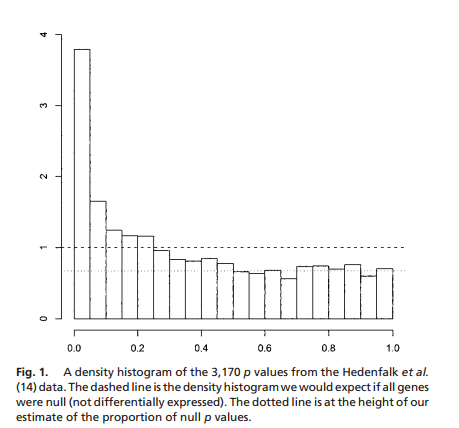 4
3
2
1
0
0.0 0.2 0.4 0.6 0.8 1.0
Fig. 1. A density histogram of the 3,170 p values from the Hedenfalk et al.
(14) data. The dashed line is the density histogram we would expect if all genes
were null (not differentially expressed). The dotted line is at the height of our
estimate of the proportion of null p values.